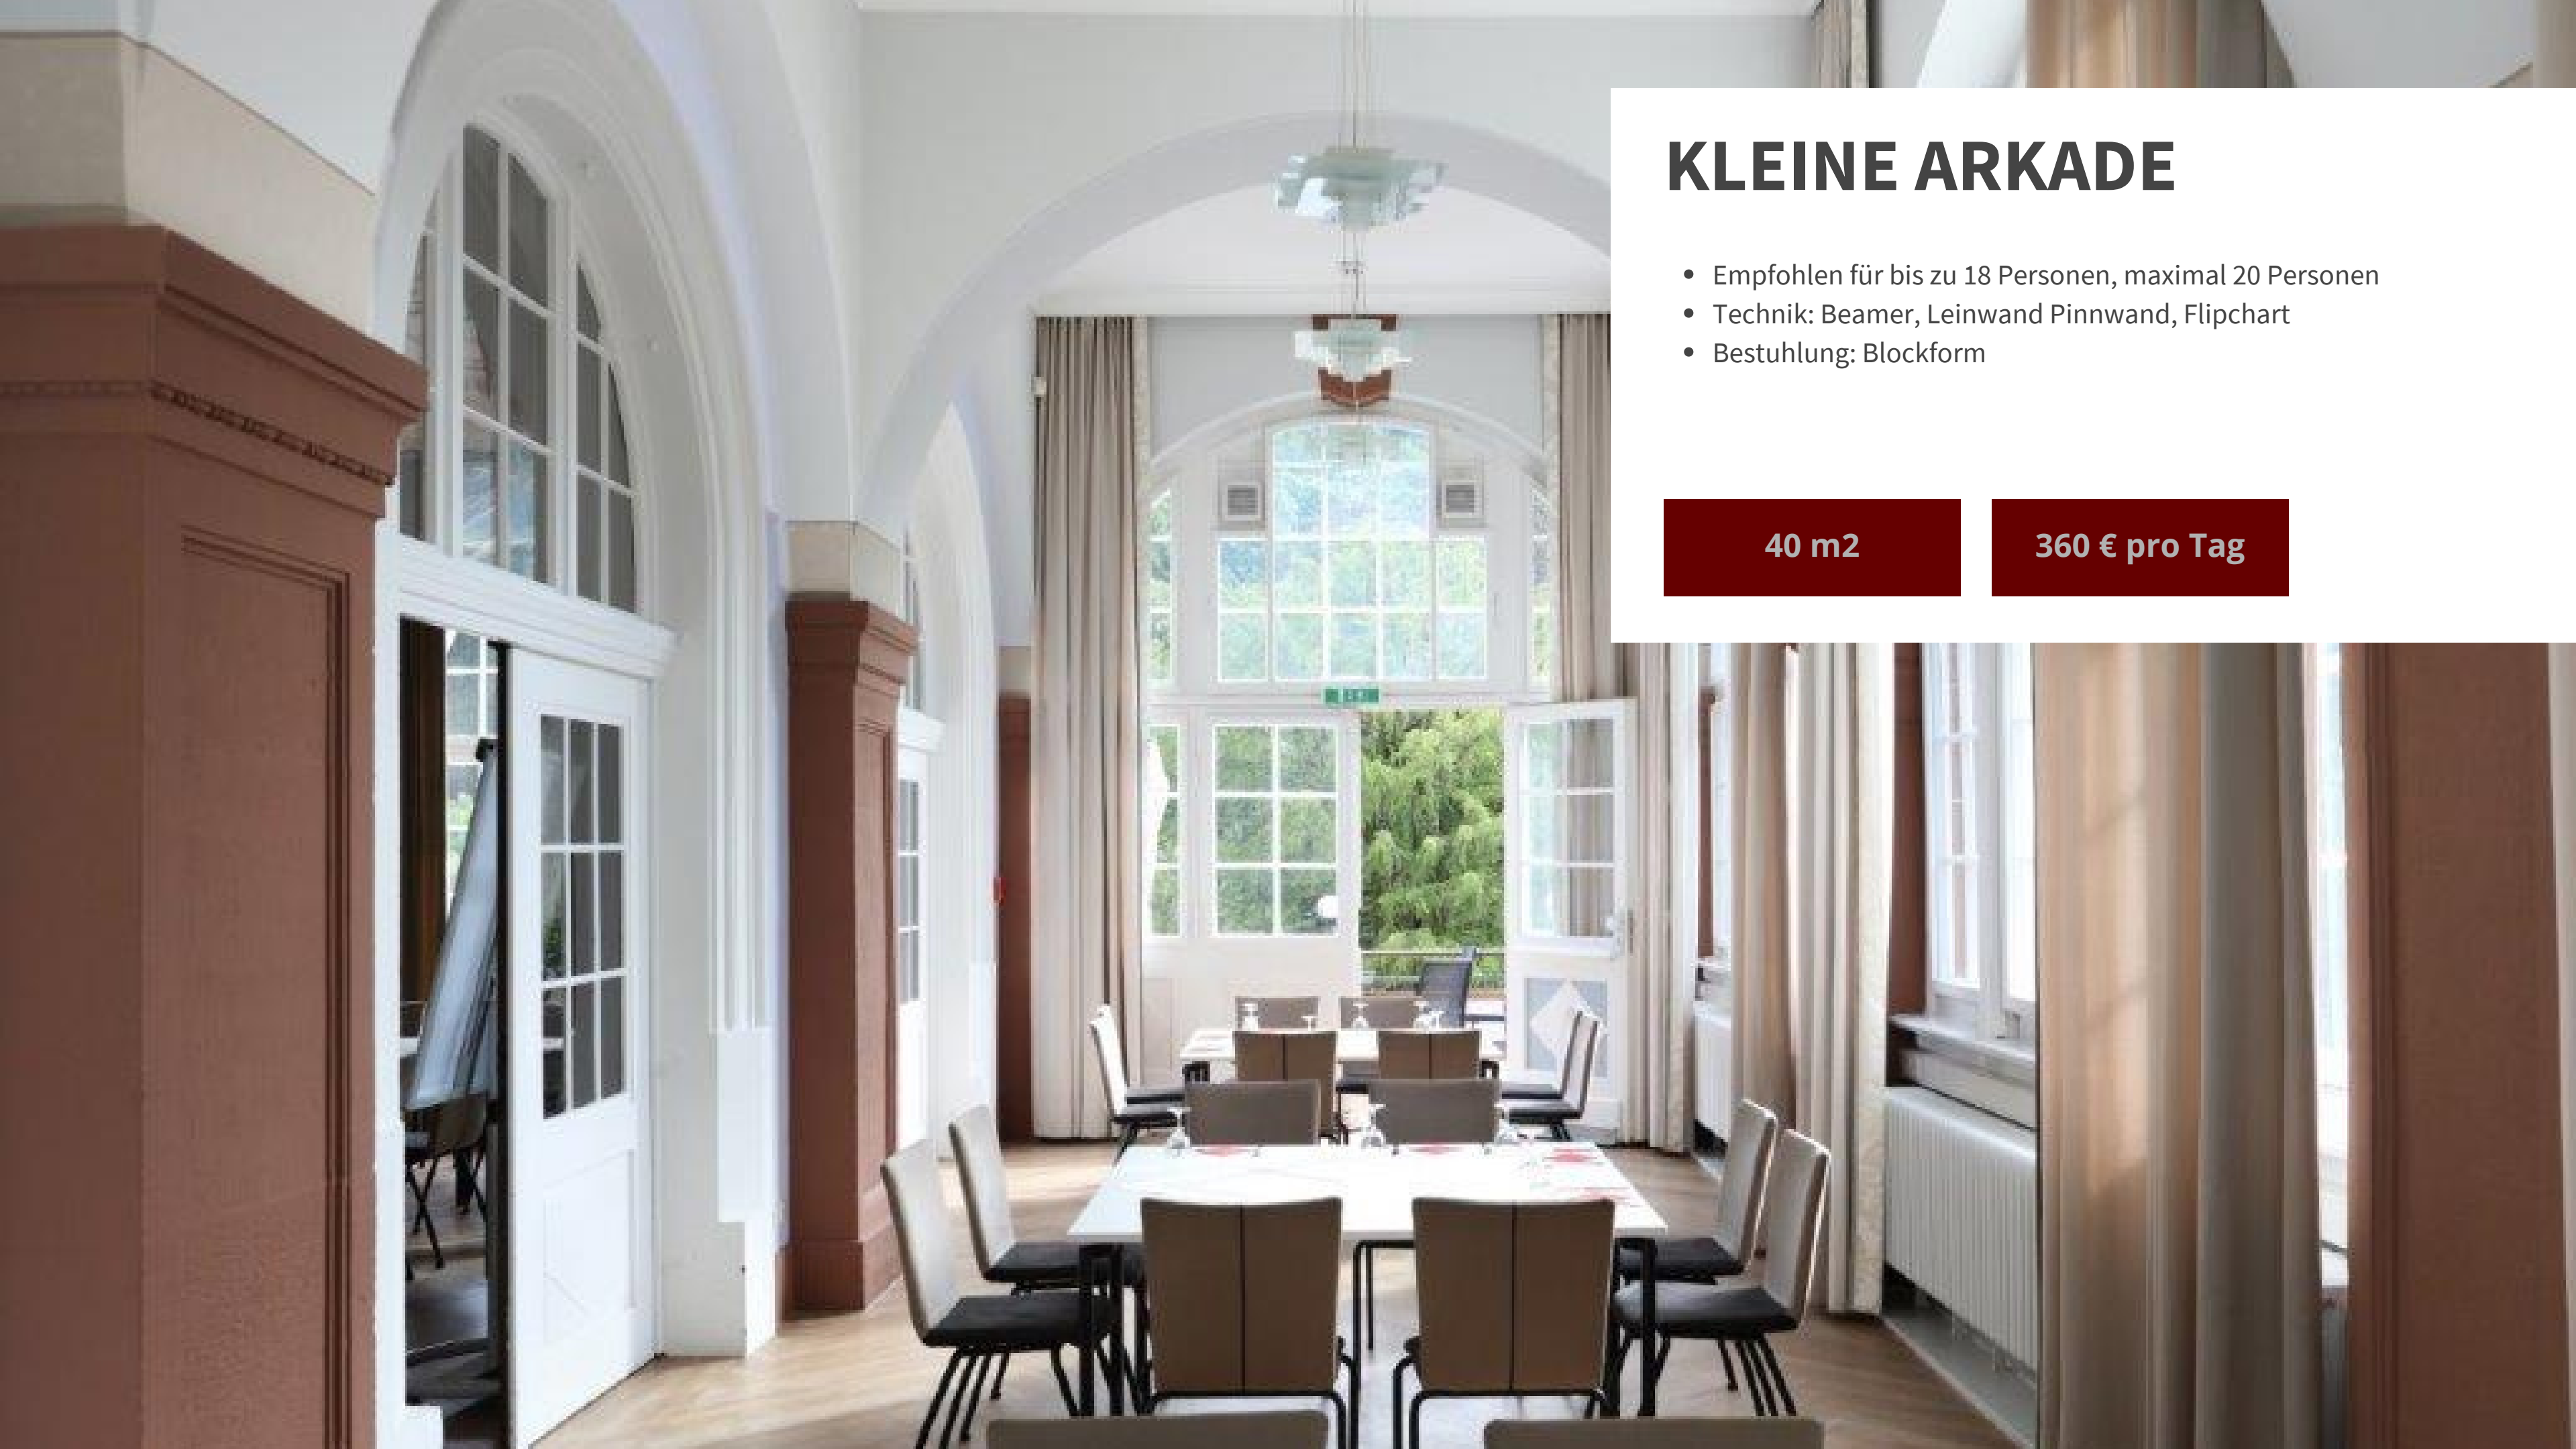 KLEINE ARKADE
• Empfohlen für bis zu 18 Personen, maximal 20 Personen
• Technik: Beamer, Leinwand Pinnwand, Flipchart
• Bestuhlung: Blockform
40 m2
360 € pro Tag